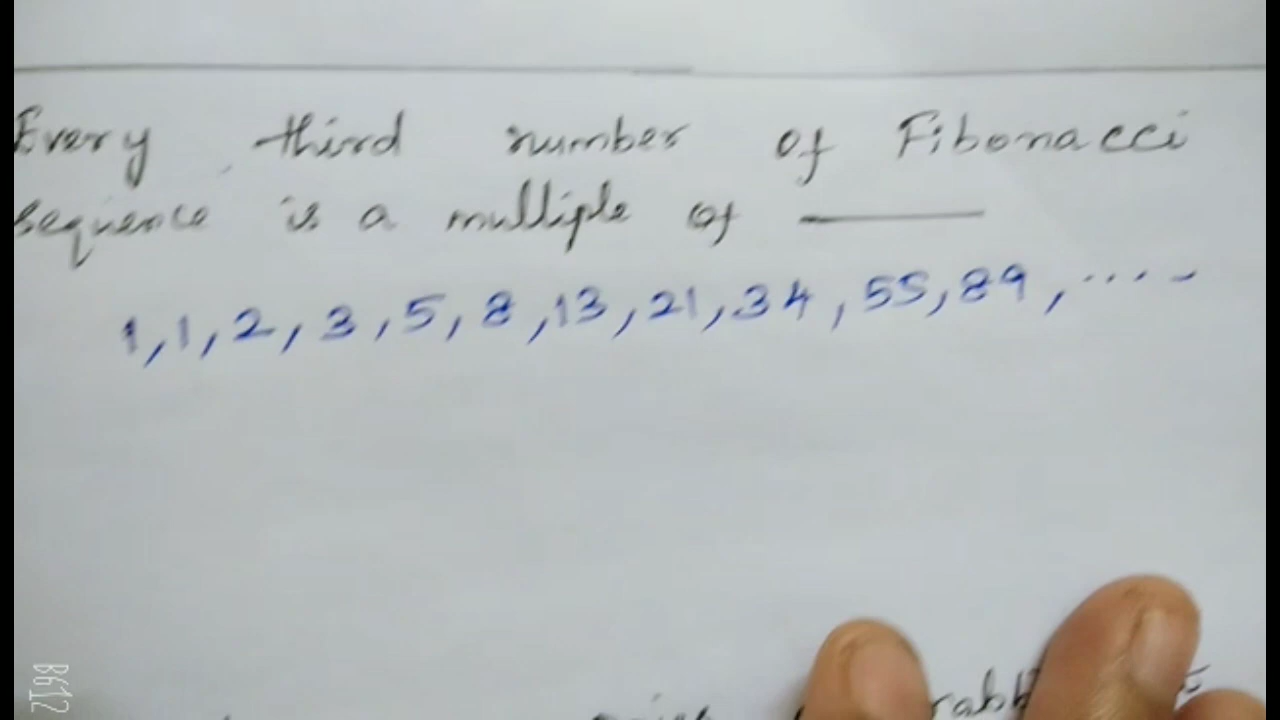 Every third number of Fibonacci
sequence is a multiple of ———
1, 1, 2, 3, 5, 8, 13, 21, 34, 55, 89, .....
B612